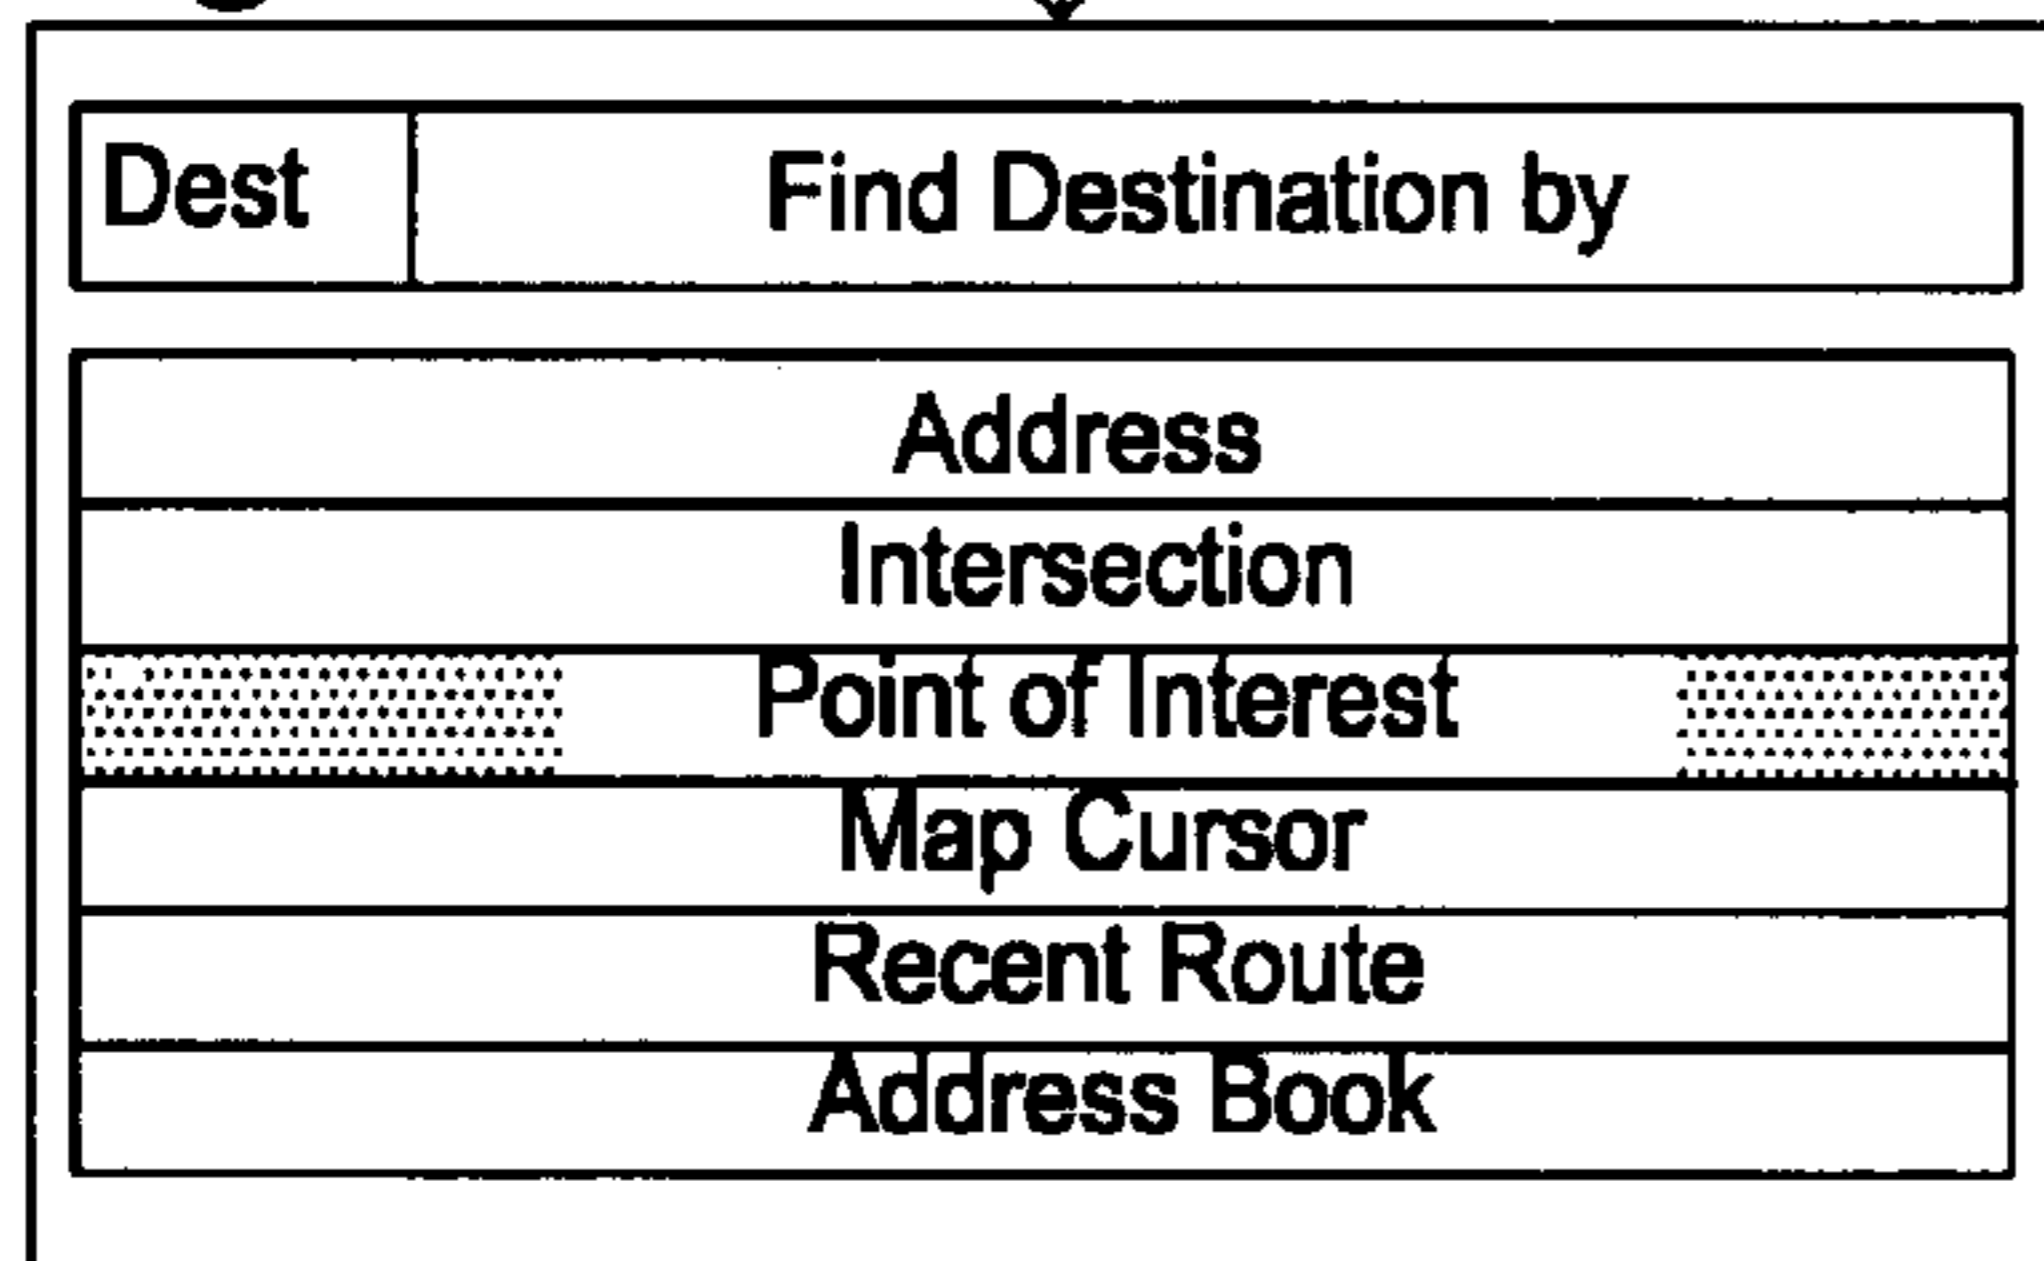 Dest
Find Destination by
Address
Intersection
Point of Interest
Map Cursor
Recent Route
Address Book